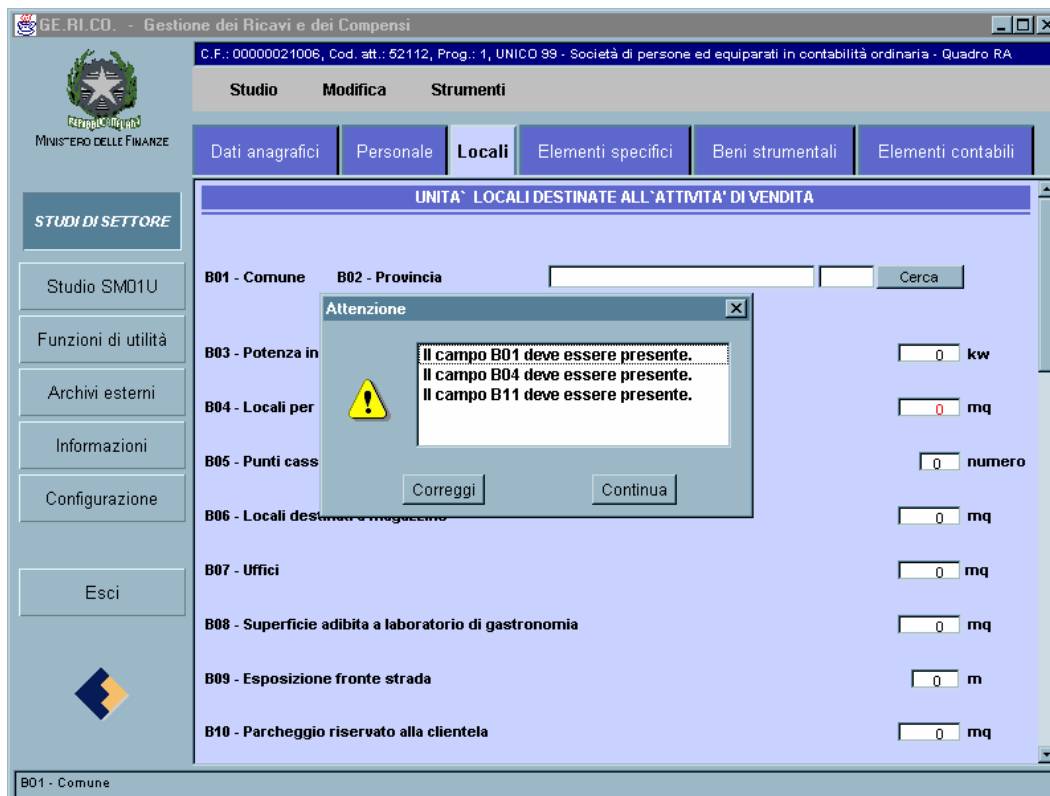 GE.RI.CO. - Gestione dei Ricavi e dei Compensi
C.F.: 00000021006, Cod. att.: 52112, Prog.: 1, UNICO 99 - Società di persone ed equiparati in contabilità ordinaria - Quadro RA
Studio Modifica Strumenti
REPVBBLICA ITALIANA
MINISTERO DELLE FINANZE
Dati anagrafici Personale Locali Elementi specifici Beni strumentali Elementi contabili
UNITA` LOCALI DESTINATE ALL`ATTIVITA' DI VENDITA
STUDI DI SETTORE
Studio SM01U
Funzioni di utilità
Archivi esterni
Informazioni
Configurazione
Esci
B01 - Comune B02 - Provincia Cerca
Attenzione
Il campo B01 deve essere presente.
Il campo B04 deve essere presente.
Il campo B11 deve essere presente.
Correggi Continua
B03 - Potenza in 0 kw
B04 - Locali per 0 mq
B05 - Punti cass 0 numero
B06 - Locali destinati a magazzino 0 mq
B07 - Uffici 0 mq
B08 - Superficie adibita a laboratorio di gastronomia 0 mq
B09 - Esposizione fronte strada 0 m
B10 - Parcheggio riservato alla clientela 0 mq
B01 - Comune